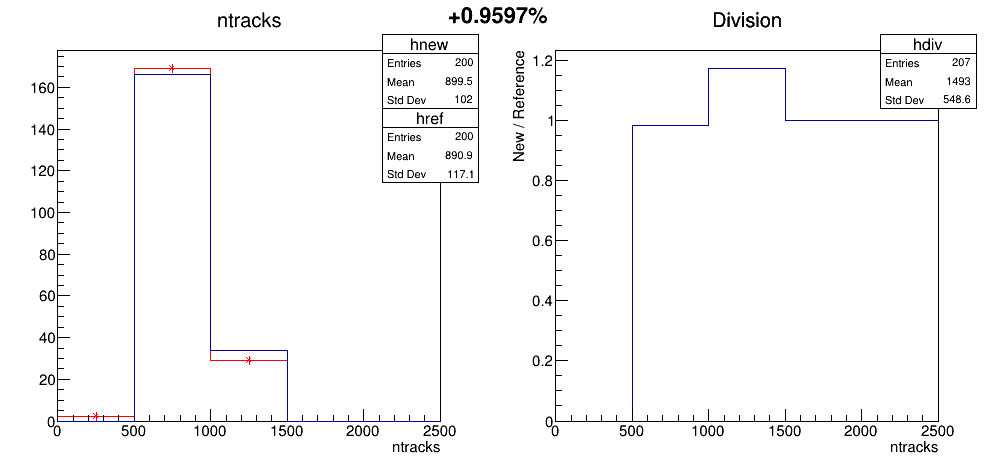 +0.9597%
ntracks
hnew
Entries 200
Mean 899.5
Std Dev 102
href
Entries 200
Mean 890.9
Std Dev 117.1
160
140
120
100
80
60
40
20
0
0 500 1000 1500 2000 2500
ntracks
Division
hdiv
Entries 207
Mean 1493
Std Dev 548.6
New / Reference
1.2
1
0.8
0.6
0.4
0.2
0
0 500 1000 1500 2000 2500
ntracks